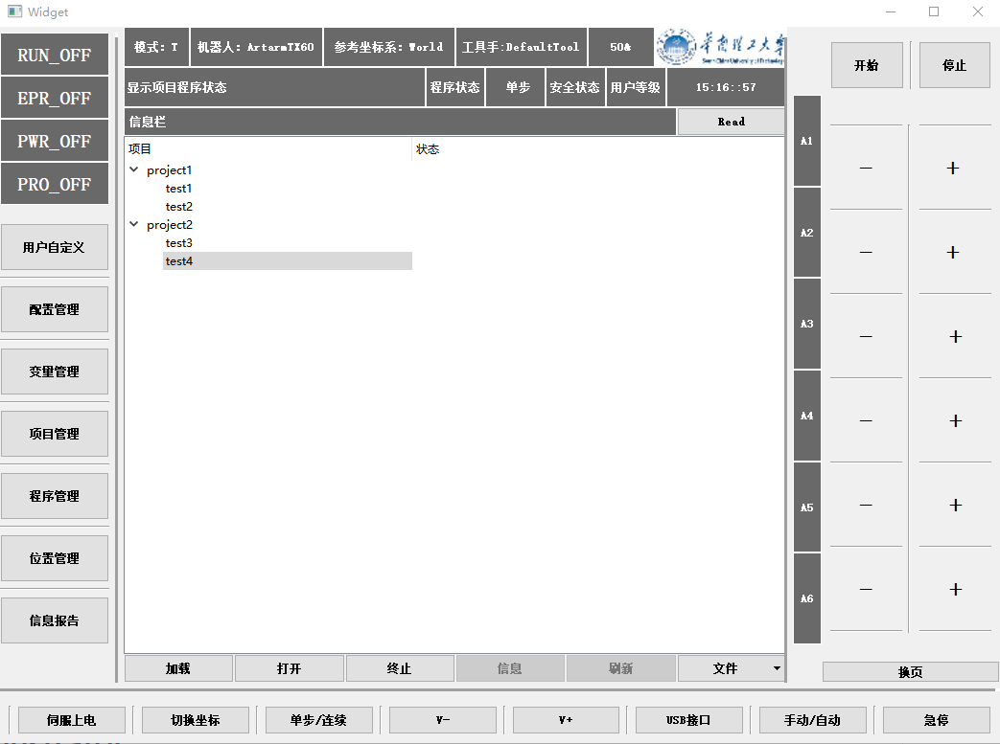 Widget
RUN_OFF
EPR_OFF
PWR_OFF
PRO_OFF
用户自定义
配置管理
变量管理
项目管理
程序管理
位置管理
信息报告
模式: T 机器人: ArtarmTX60 参考坐标系: World 工具手:DefaultTool 50&
华南理工大学
South China University of Technology
显示项目程序状态 程序状态 单步 安全状态 用户等级 15:16::57
信息栏 Read
项目 状态
project1
test1
test2
project2
test3
test4
加载 打开 终止 信息 刷新 文件
开始 停止
A1 — +
A2 — +
A3 — +
A4 — +
A5 — +
A6 — +
换页
伺服上电 切换坐标 单步/连续 V- V+ USB接口 手动/自动 急停